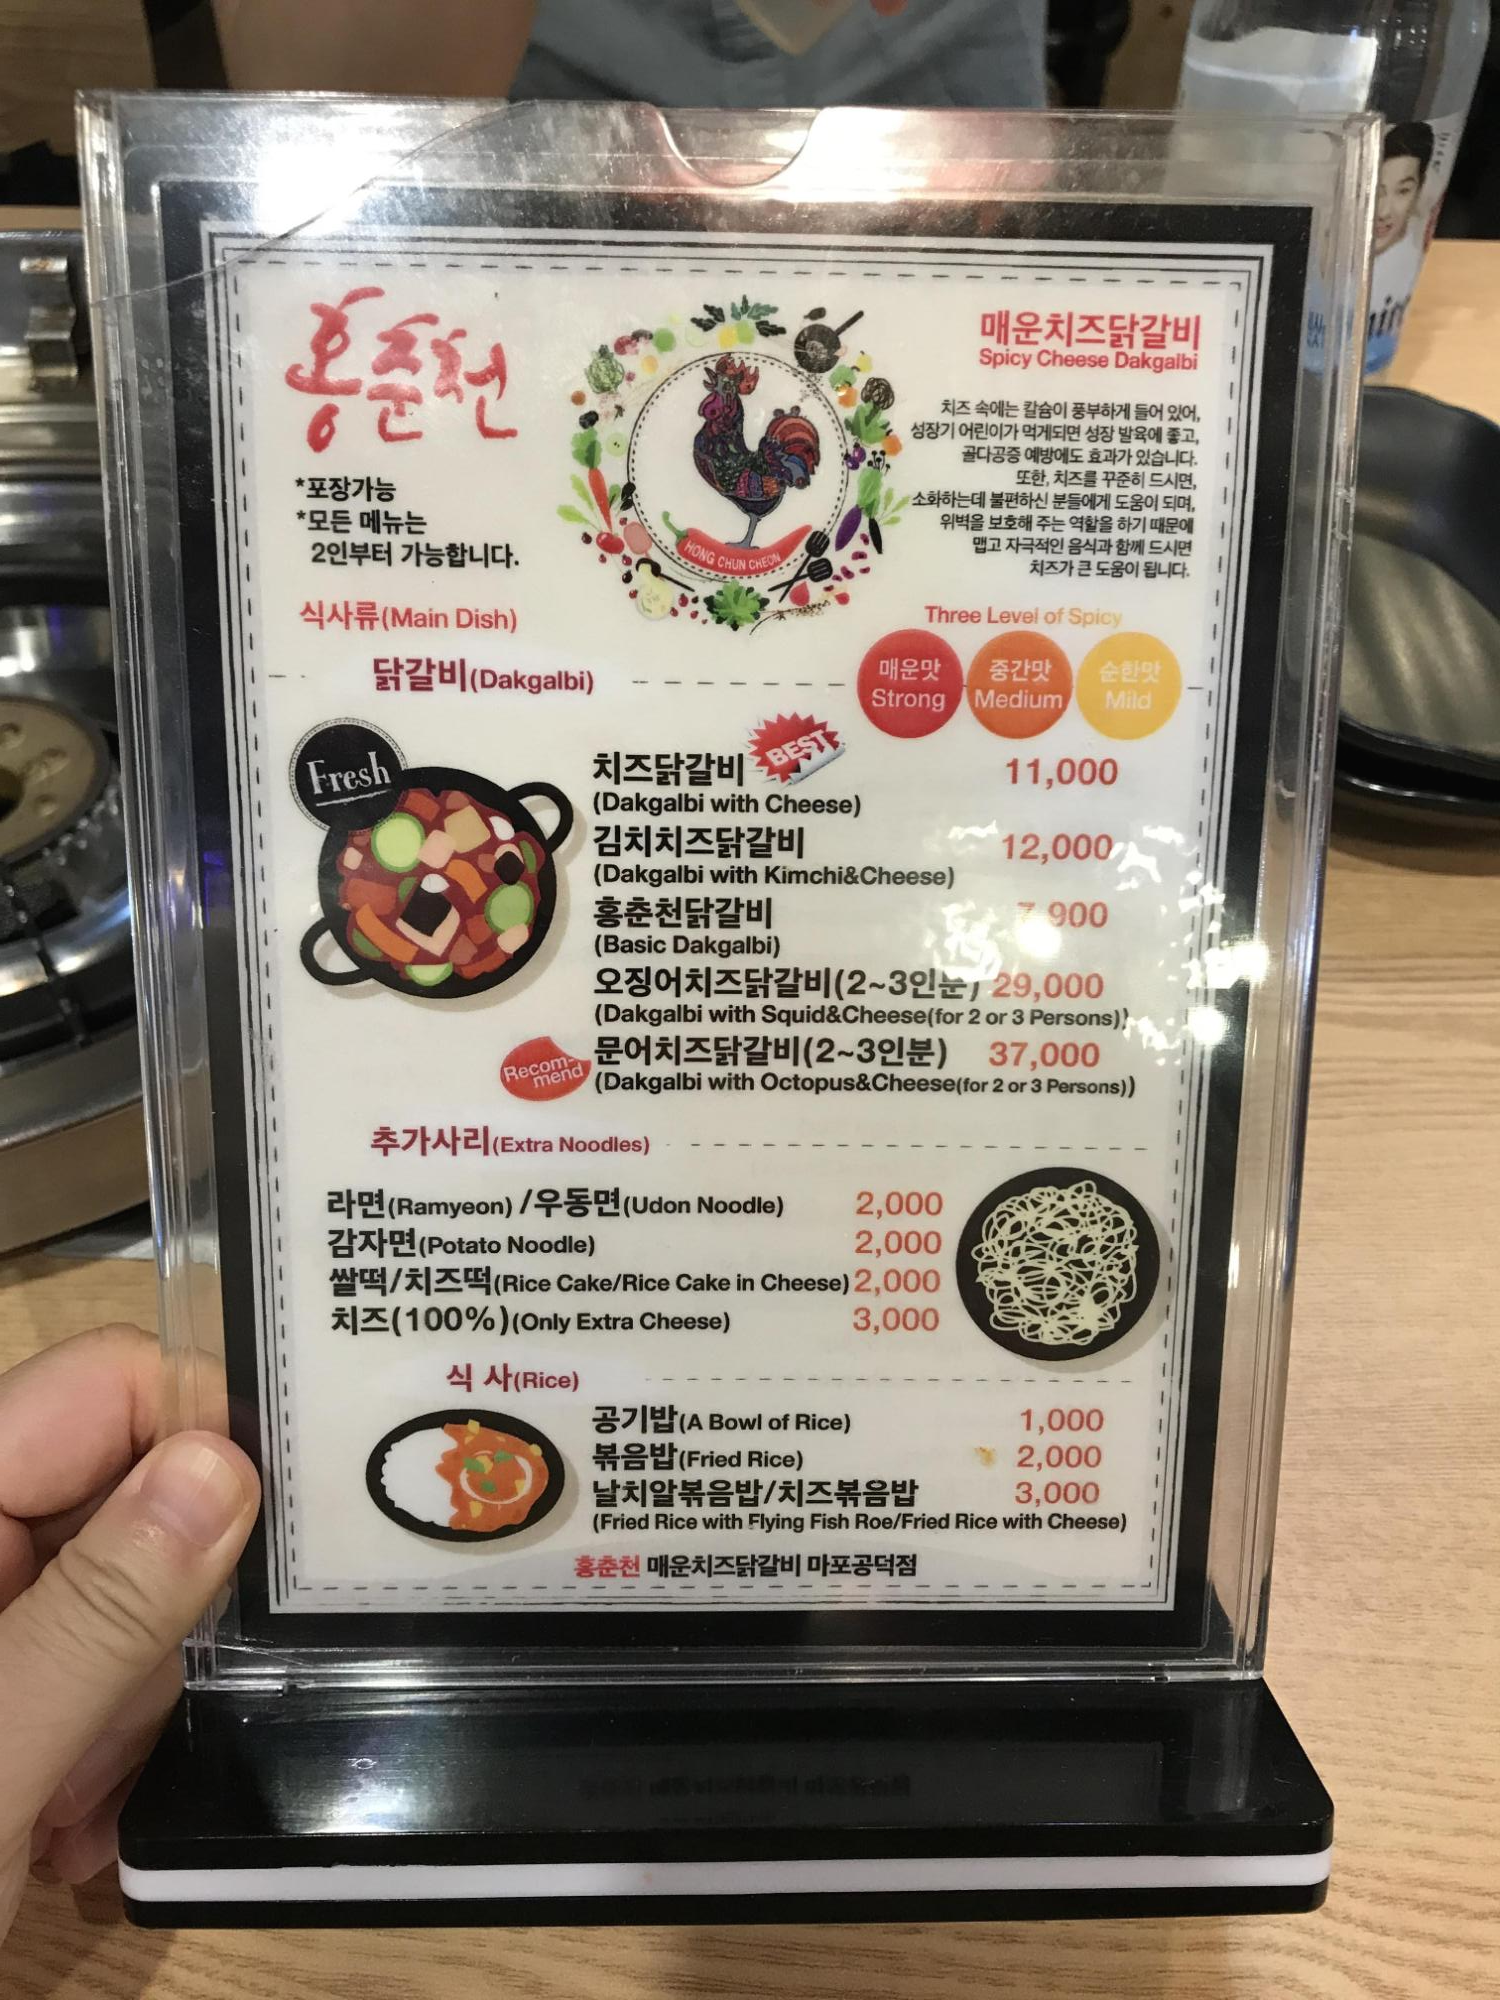 홍춘천
*포장가능
*모든 메뉴는
2인부터 가능합니다.
HONG CHUN CHEON
매운치즈닭갈비
Spicy Cheese Dakgalbi
치즈 속에는 칼슘이 풍부하게 들어 있어,
성장기 어린이가 먹게되면 성장 발육에 좋고,
골다공증 예방에도 효과가 있습니다.
또한, 치즈를 꾸준히 드시면,
소화하는데 불편하신 분들에게 도움이 되며,
위벽을 보호해 주는 역할을 하기 때문에
맵고 자극적인 음식과 함께 드시면
치즈가 큰 도움이 됩니다.
식사류(Main Dish)
Three Level of Spicy
매운맛 Strong
중간맛 Medium
순한맛 Mild
닭갈비(Dakgalbi)
Fresh
치즈닭갈비 BEST 11,000
(Dakgalbi with Cheese)
김치치즈닭갈비 12,000
(Dakgalbi with Kimchi&Cheese)
홍춘천닭갈비 7,900
(Basic Dakgalbi)
오징어치즈닭갈비(2~3인분) 29,000
(Dakgalbi with Squid&Cheese(for 2 or 3 Persons))
Recommend
문어치즈닭갈비(2~3인분) 37,000
(Dakgalbi with Octopus&Cheese(for 2 or 3 Persons))
추가사리(Extra Noodles)
라면(Ramyeon) /우동면(Udon Noodle) 2,000
감자면(Potato Noodle) 2,000
쌀떡/치즈떡(Rice Cake/Rice Cake in Cheese) 2,000
치즈(100%)(Only Extra Cheese) 3,000
식 사(Rice)
공기밥(A Bowl of Rice) 1,000
볶음밥(Fried Rice) 2,000
날치알볶음밥/치즈볶음밥 3,000
(Fried Rice with Flying Fish Roe/Fried Rice with Cheese)
홍춘천 매운치즈닭갈비 마포공덕점